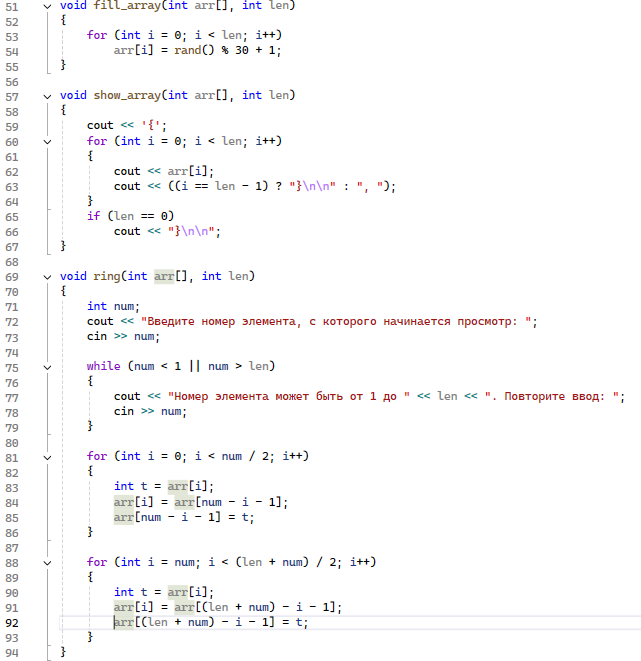 51 void fill_array(int arr[], int len)
52 {
53 for (int i = 0; i < len; i++)
54 arr[i] = rand() % 30 + 1;
55 }
56
57 void show_array(int arr[], int len)
58 {
59 cout << '{';
60 for (int i = 0; i < len; i++)
61 {
62 cout << arr[i];
63 cout << ((i == len - 1) ? "}\n\n" : ", ");
64 }
65 if (len == 0)
66 cout << "}\n\n";
67 }
68
69 void ring(int arr[], int len)
70 {
71 int num;
72 cout << "Введите номер элемента, с которого начинается просмотр: ";
73 cin >> num;
74
75 while (num < 1 || num > len)
76 {
77 cout << "Номер элемента может быть от 1 до " << len << ". Повторите ввод: ";
78 cin >> num;
79 }
80
81 for (int i = 0; i < num / 2; i++)
82 {
83 int t = arr[i];
84 arr[i] = arr[num - i - 1];
85 arr[num - i - 1] = t;
86 }
87
88 for (int i = num; i < (len + num) / 2; i++)
89 {
90 int t = arr[i];
91 arr[i] = arr[(len + num) - i - 1];
92 arr[(len + num) - i - 1] = t;
93 }
94 }